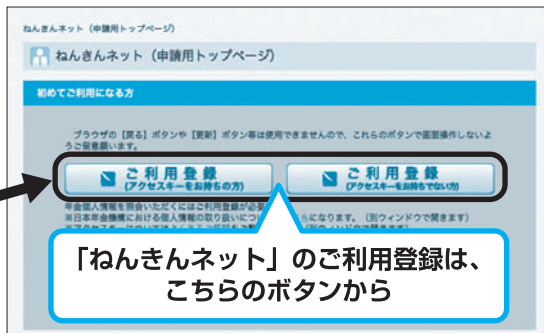 ねんきんネット（申請用トップページ）
ねんきんネット（申請用トップページ）
初めてご利用になる方
ブラウザの【戻る】ボタンや【更新】ボタン等は使用できませんので、これらのボタンで画面操作しないよ
うご留意願います。
ご利用登録
(アクセスキーをお持ちの方)
ご利用登録
(アクセスキーをお持ちでない方)
年金個人情報を照会いただくにはご利用登録が必要
※日本年金機構における個人情報の取り扱いについ
になります。（別ウィンドウで開きます）
「ねんきんネット」のご利用登録は、
こちらのボタンから